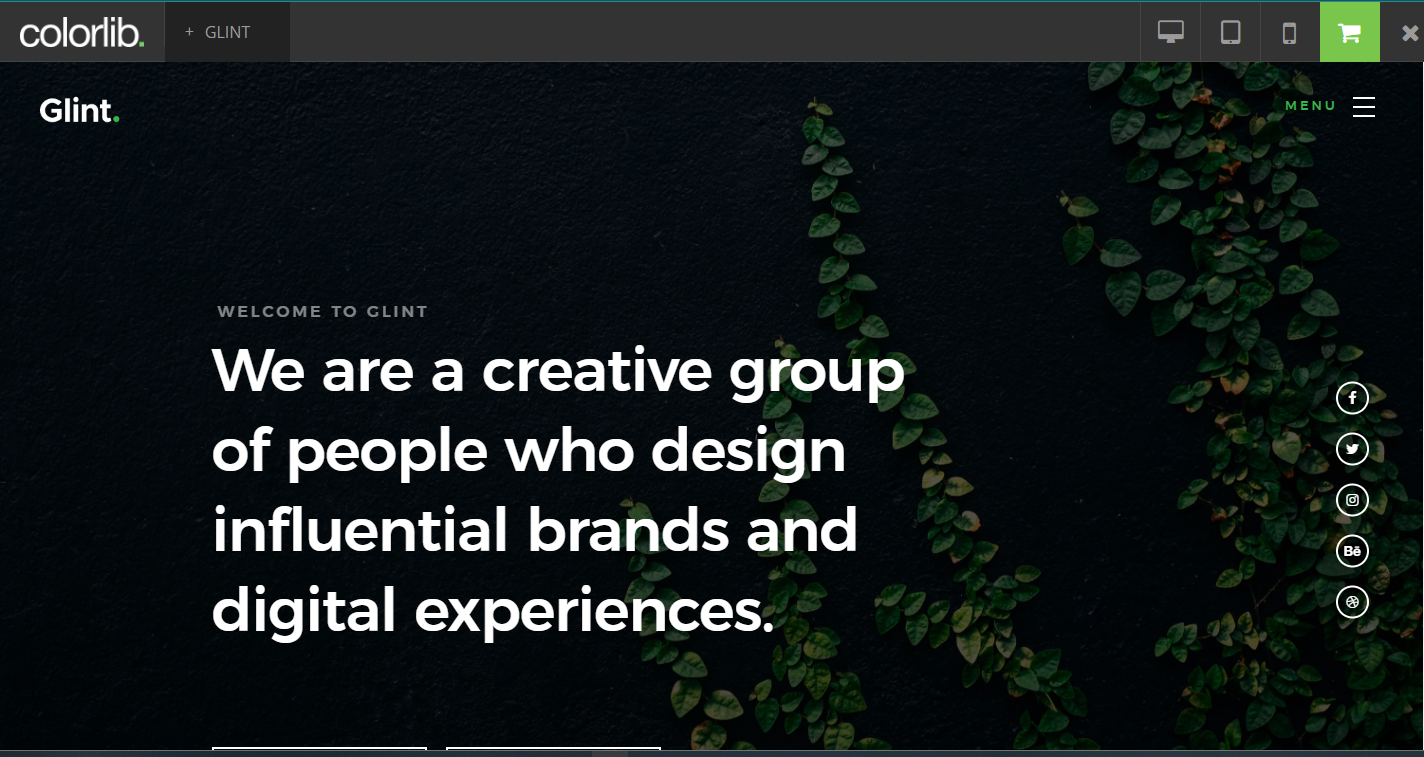 colorlib.
+ GLINT
Glint.
MENU
WELCOME TO GLINT
We are a creative group
of people who design
influential brands and
digital experiences.
Bē